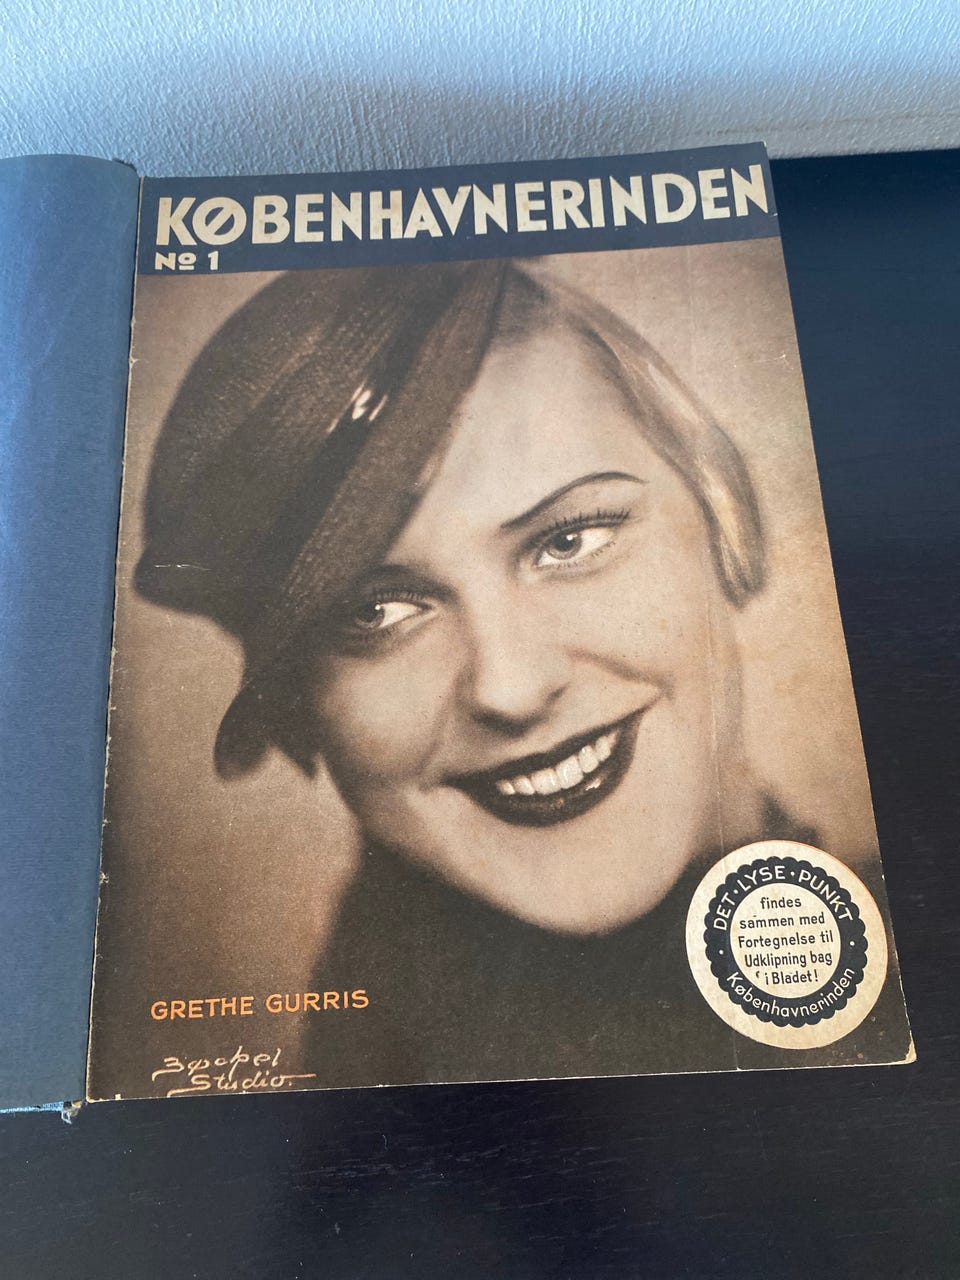 KØBENHAVNERINDEN
No 1
DET · LYSE · PUNKT
findes
sammen med
Fortegnelse til
Udklipning bag
i Bladet!
Københavnerinden
GRETHE GURRIS
Studio